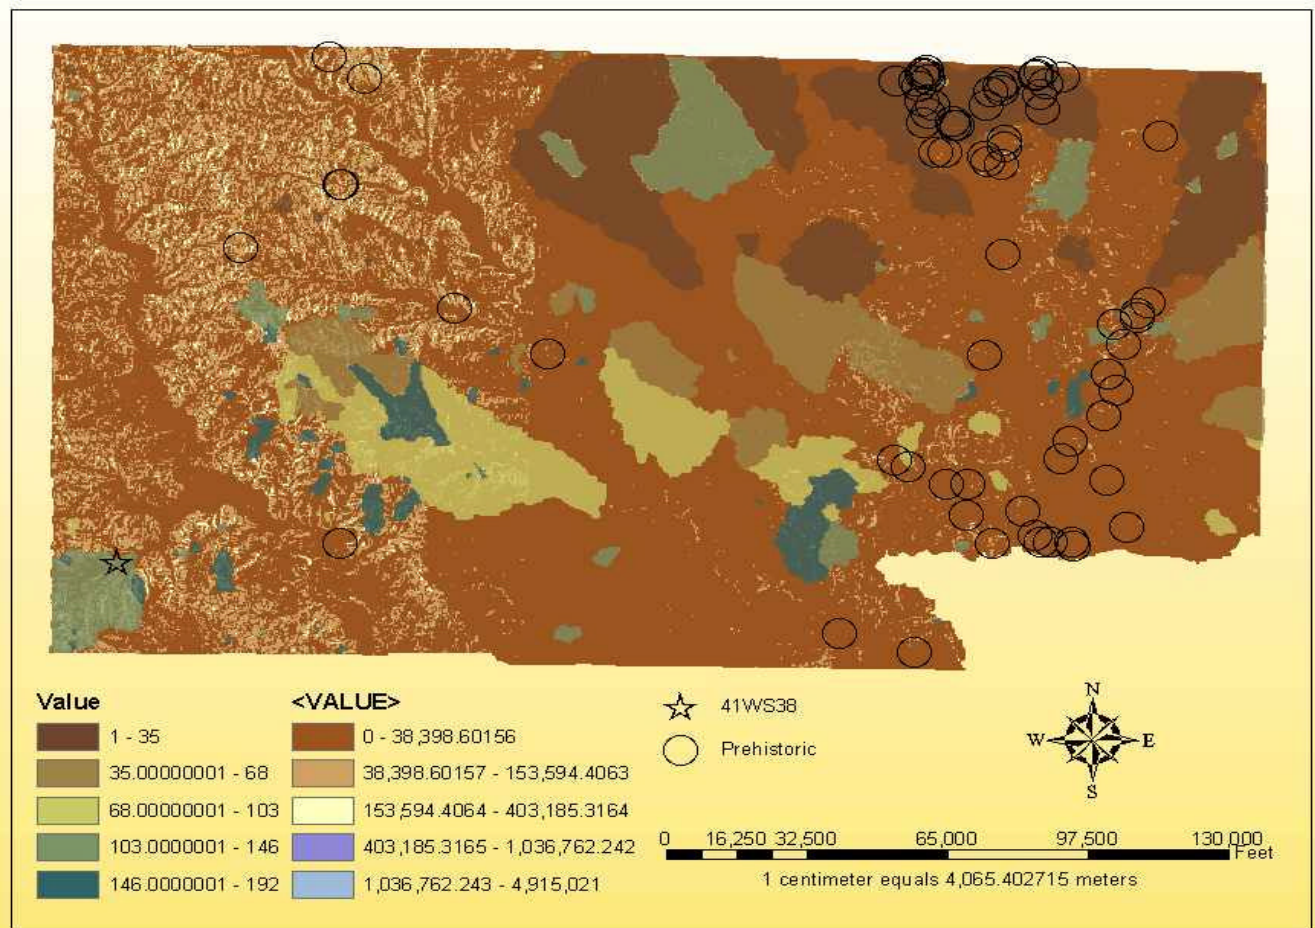 Value
1 - 35
35.00000001 - 68
68.00000001 - 103
103.0000001 - 146
146.0000001 - 192
<VALUE>
0 - 38,398.60156
38,398.60157 - 153,594.4063
153,594.4064 - 403,185.3164
403,185.3165 - 1,036,762.242
1,036,762.243 - 4,915,021
41WS38
Prehistoric
N
W E
S
0 16,250 32,500 65,000 97,500 130,000
Feet
1 centimeter equals 4,065.402715 meters